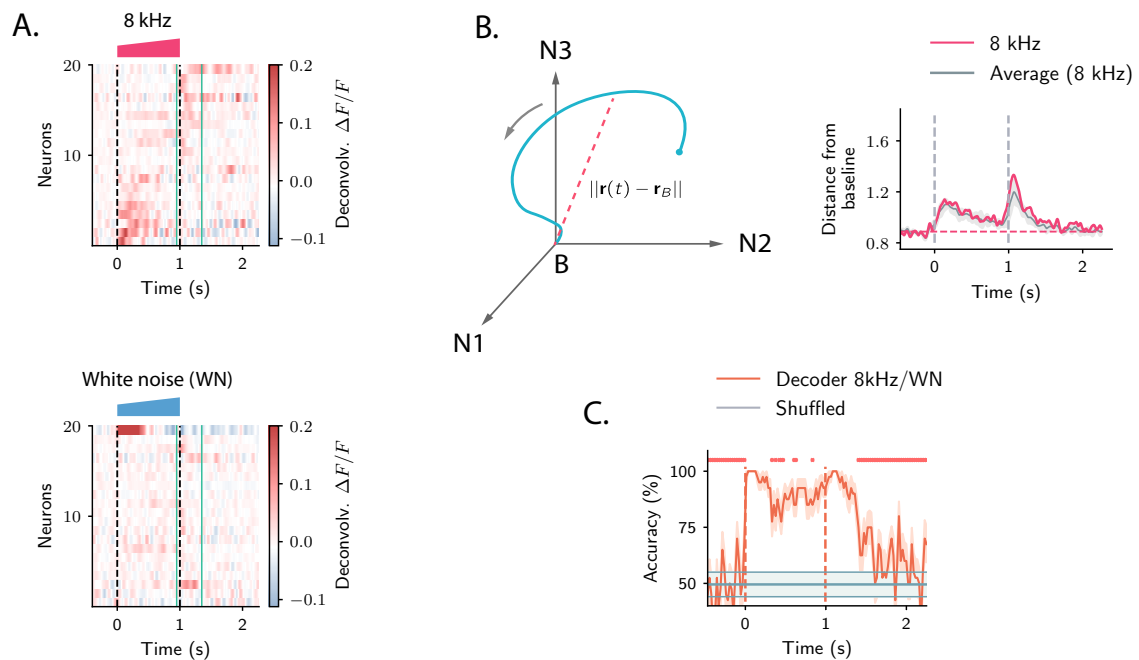 A.
8 kHz
20
10
Neurons
0
1
2
Time (s)
0.2
0.1
0.0
−0.1
Deconvolv. ΔF/F
White noise (WN)
20
10
Neurons
0
1
2
Time (s)
0.2
0.1
0.0
−0.1
Deconvolv. ΔF/F
B.
N3
N2
N1
B
||r(t) − r_B||
8 kHz
Average (8 kHz)
1.6
1.2
0.8
Distance from
baseline
0
1
2
Time (s)
C.
Decoder 8kHz/WN
Shuffled
100
75
50
Accuracy (%)
0
1
2
Time (s)